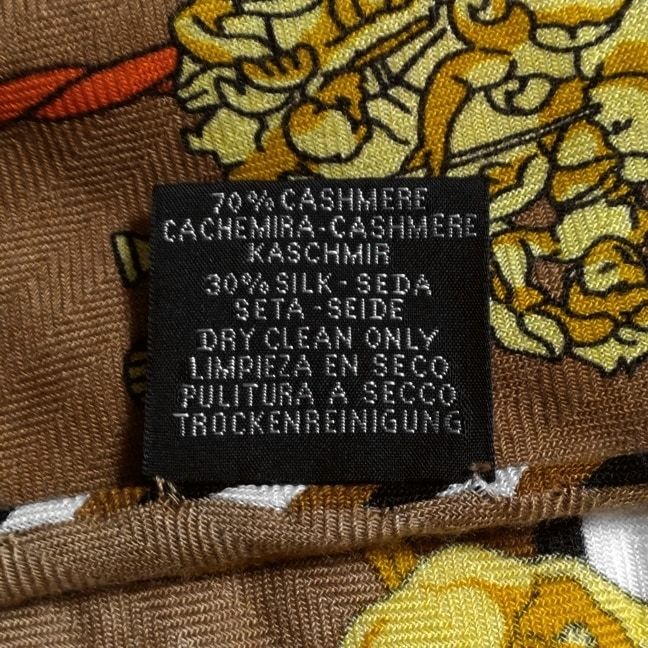 70% CASHMERE
CACHEMIRA-CASHMERE
KASCHMIR
30% SILK - SEDA
SETA - SEIDE
DRY CLEAN ONLY
LIMPIEZA EN SECO
PULITURA A SECCO
TROCKENREINIGUNG